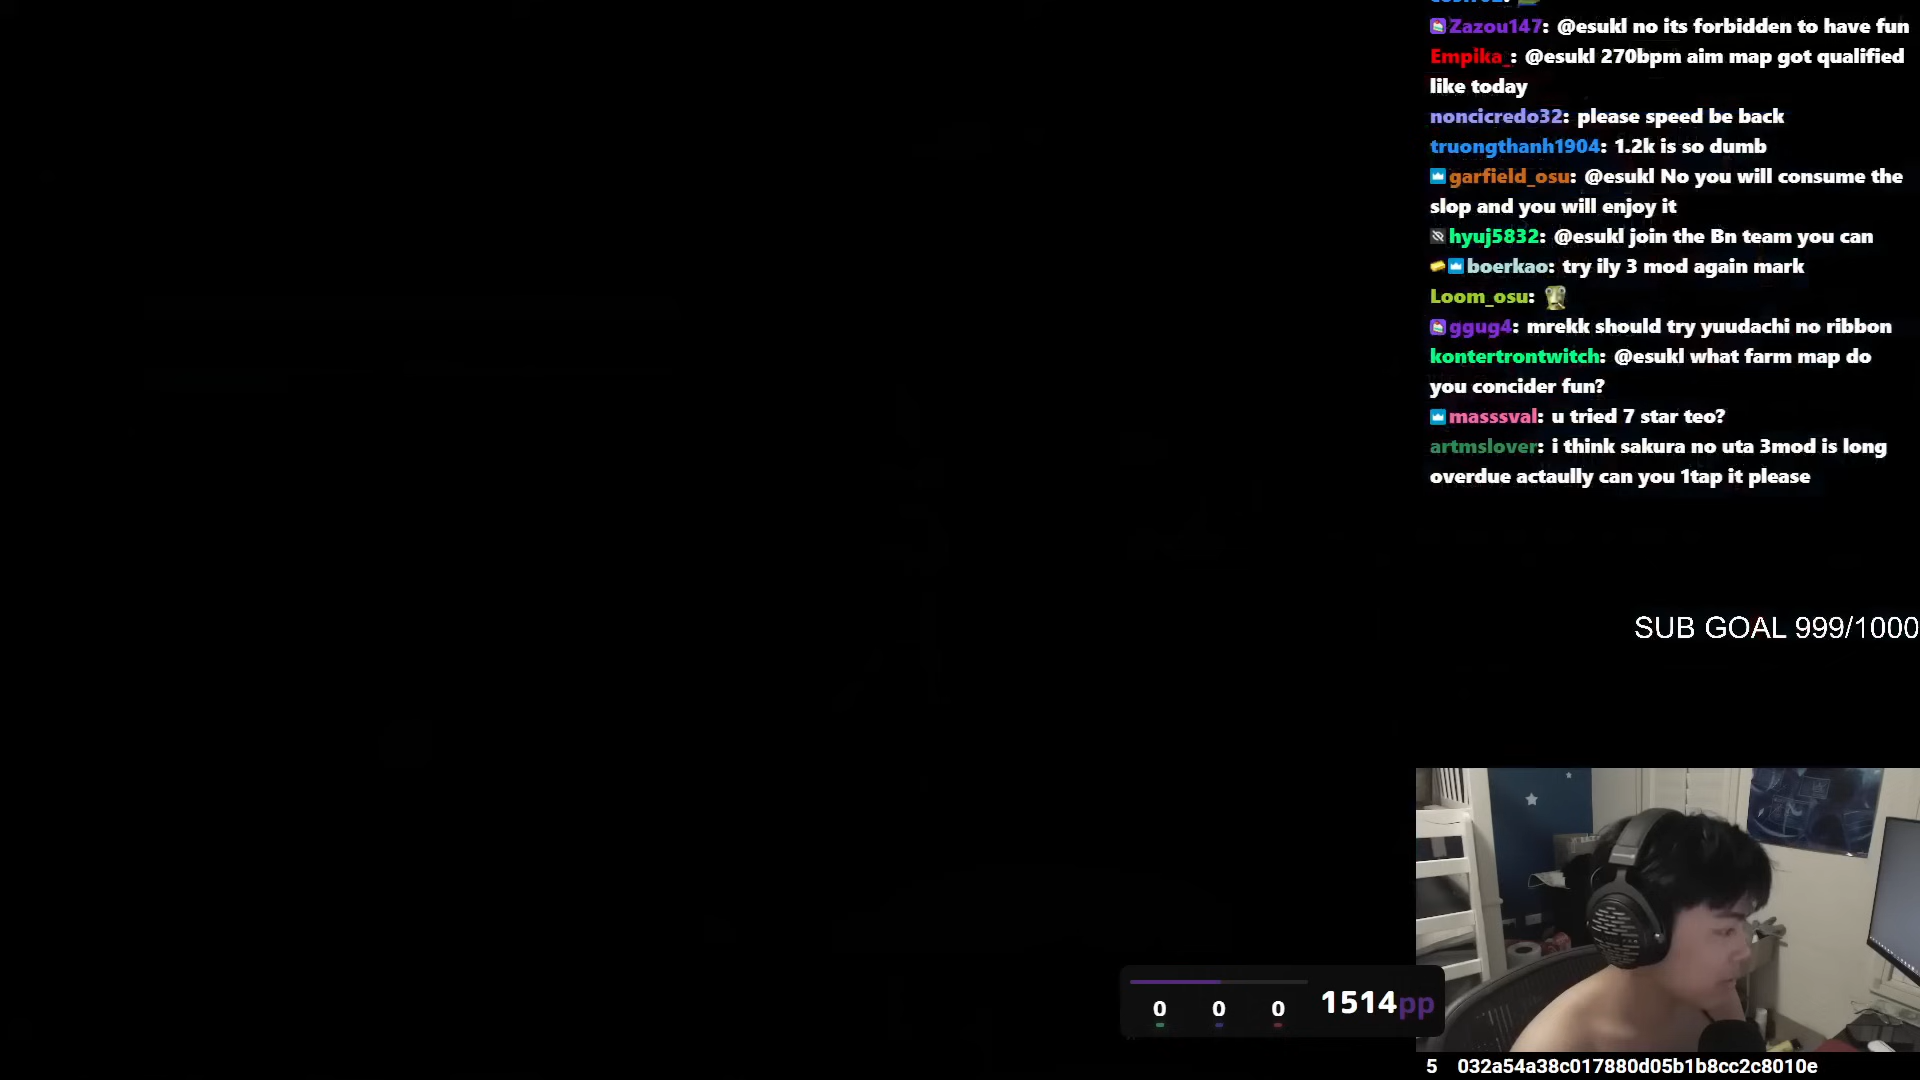 Zazou147: @esukl no its forbidden to have fun
Empika_: @esukl 270bpm aim map got qualified
like today
noncicredo32: please speed be back
truongthanh1904: 1.2k is so dumb
garfield_osu: @esukl No you will consume the
slop and you will enjoy it
hyuj5832: @esukl join the Bn team you can
boerkao: try ily 3 mod again mark
Loom_osu:
ggug4: mrekk should try yuudachi no ribbon
kontertrontwitch: @esukl what farm map do
you concider fun?
masssval: u tried 7 star teo?
artmslover: i think sakura no uta 3mod is long
overdue actaully can you 1tap it please
SUB GOAL 999/1000
0 0 0 1514pp
5 032a54a38c017880d05b1b8cc2c8010e